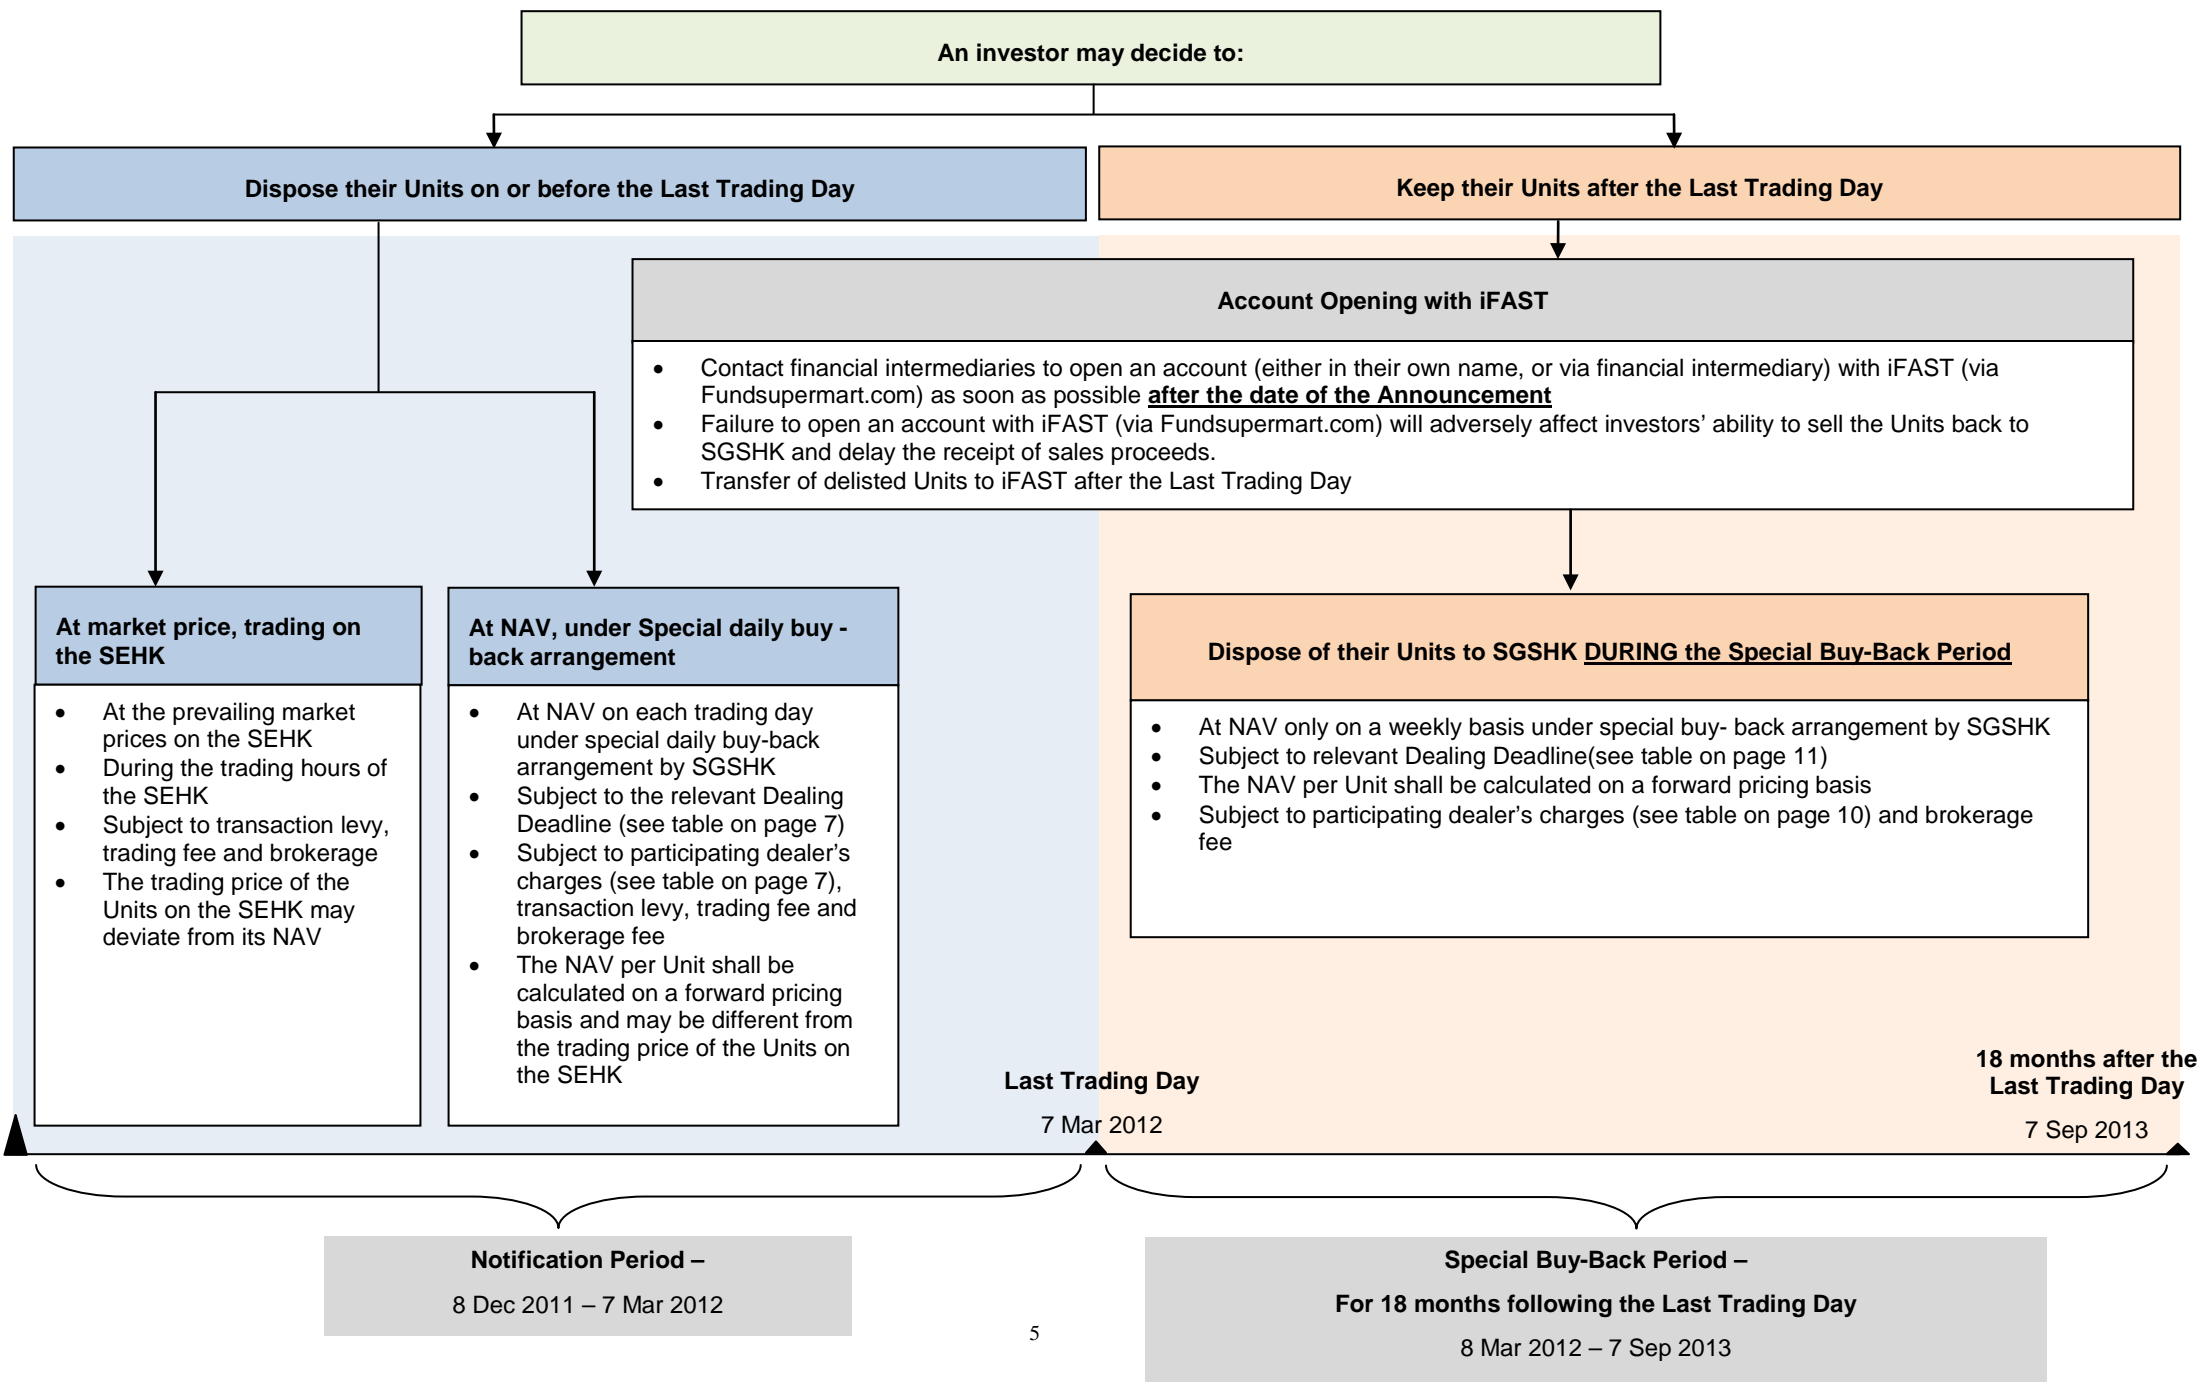 An investor may decide to:
Dispose their Units on or before the Last Trading Day
Keep their Units after the Last Trading Day
Account Opening with iFAST
• Contact financial intermediaries to open an account (either in their own name, or via financial intermediary) with iFAST (via
Fundsupermart.com) as soon as possible after the date of the Announcement
• Failure to open an account with iFAST (via Fundsupermart.com) will adversely affect investors’ ability to sell the Units back to
SGSHK and delay the receipt of sales proceeds.
• Transfer of delisted Units to iFAST after the Last Trading Day
At market price, trading on
the SEHK
• At the prevailing market
prices on the SEHK
• During the trading hours of
the SEHK
• Subject to transaction levy,
trading fee and brokerage
• The trading price of the
Units on the SEHK may
deviate from its NAV
At NAV, under Special daily buy -
back arrangement
• At NAV on each trading day
under special daily buy-back
arrangement by SGSHK
• Subject to the relevant Dealing
Deadline (see table on page 7)
• Subject to participating dealer’s
charges (see table on page 7),
transaction levy, trading fee and
brokerage fee
• The NAV per Unit shall be
calculated on a forward pricing
basis and may be different from
the trading price of the Units on
the SEHK
Dispose of their Units to SGSHK DURING the Special Buy-Back Period
• At NAV only on a weekly basis under special buy- back arrangement by SGSHK
• Subject to relevant Dealing Deadline(see table on page 11)
• The NAV per Unit shall be calculated on a forward pricing basis
• Subject to participating dealer’s charges (see table on page 10) and brokerage
fee
Last Trading Day
7 Mar 2012
18 months after the
Last Trading Day
7 Sep 2013
Notification Period –
8 Dec 2011 – 7 Mar 2012
Special Buy-Back Period –
For 18 months following the Last Trading Day
8 Mar 2012 – 7 Sep 2013
5